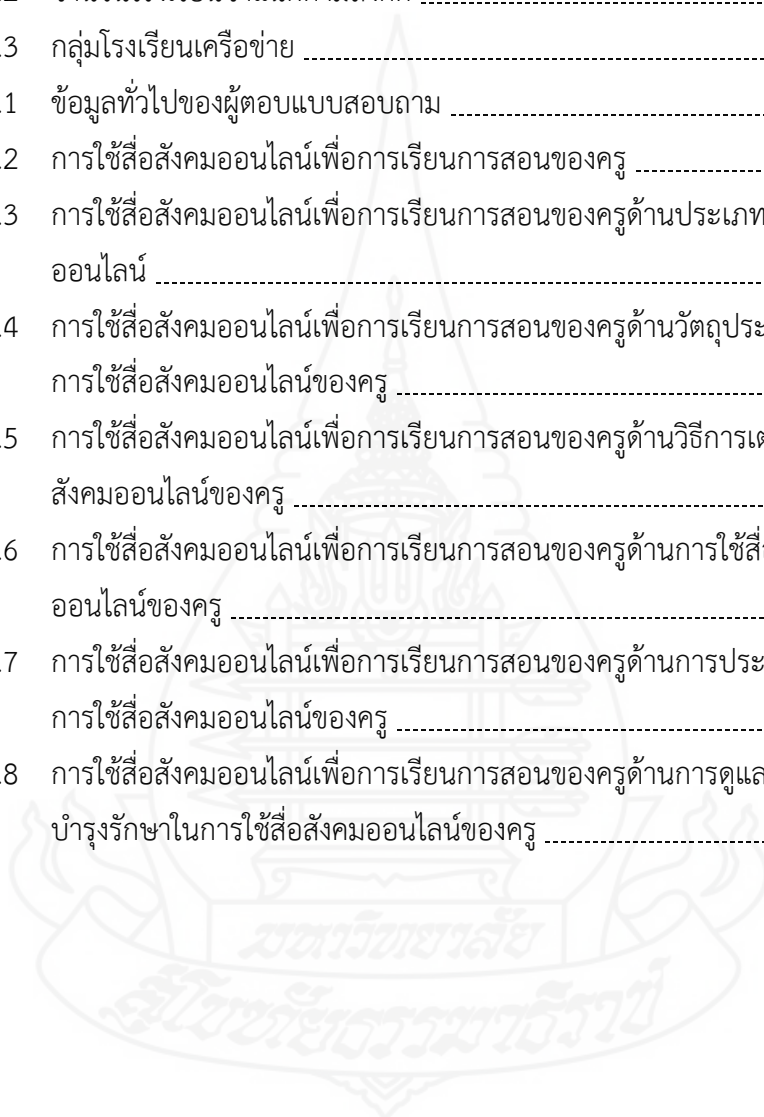 .3 กลุ่มโรงเรียนเครือข่าย
.1 ข้อมูลทั่วไปของผู้ตอบแบบสอบถาม
.2 การใช้สื่อสังคมออนไลน์เพื่อการเรียนการสอนของครู
.3 การใช้สื่อสังคมออนไลน์เพื่อการเรียนการสอนของครูด้านประเภท
ออนไลน์
.4 การใช้สื่อสังคมออนไลน์เพื่อการเรียนการสอนของครูด้านวัตถุประ
การใช้สื่อสังคมออนไลน์ของครู
.5 การใช้สื่อสังคมออนไลน์เพื่อการเรียนการสอนของครูด้านวิธีการเต
สังคมออนไลน์ของครู
.6 การใช้สื่อสังคมออนไลน์เพื่อการเรียนการสอนของครูด้านการใช้สื่
ออนไลน์ของครู
.7 การใช้สื่อสังคมออนไลน์เพื่อการเรียนการสอนของครูด้านการประ
การใช้สื่อสังคมออนไลน์ของครู
.8 การใช้สื่อสังคมออนไลน์เพื่อการเรียนการสอนของครูด้านการดูแล
บำรุงรักษาในการใช้สื่อสังคมออนไลน์ของครู
มหาวิทยาลัย
สุโขทัยธรรมาธิราช